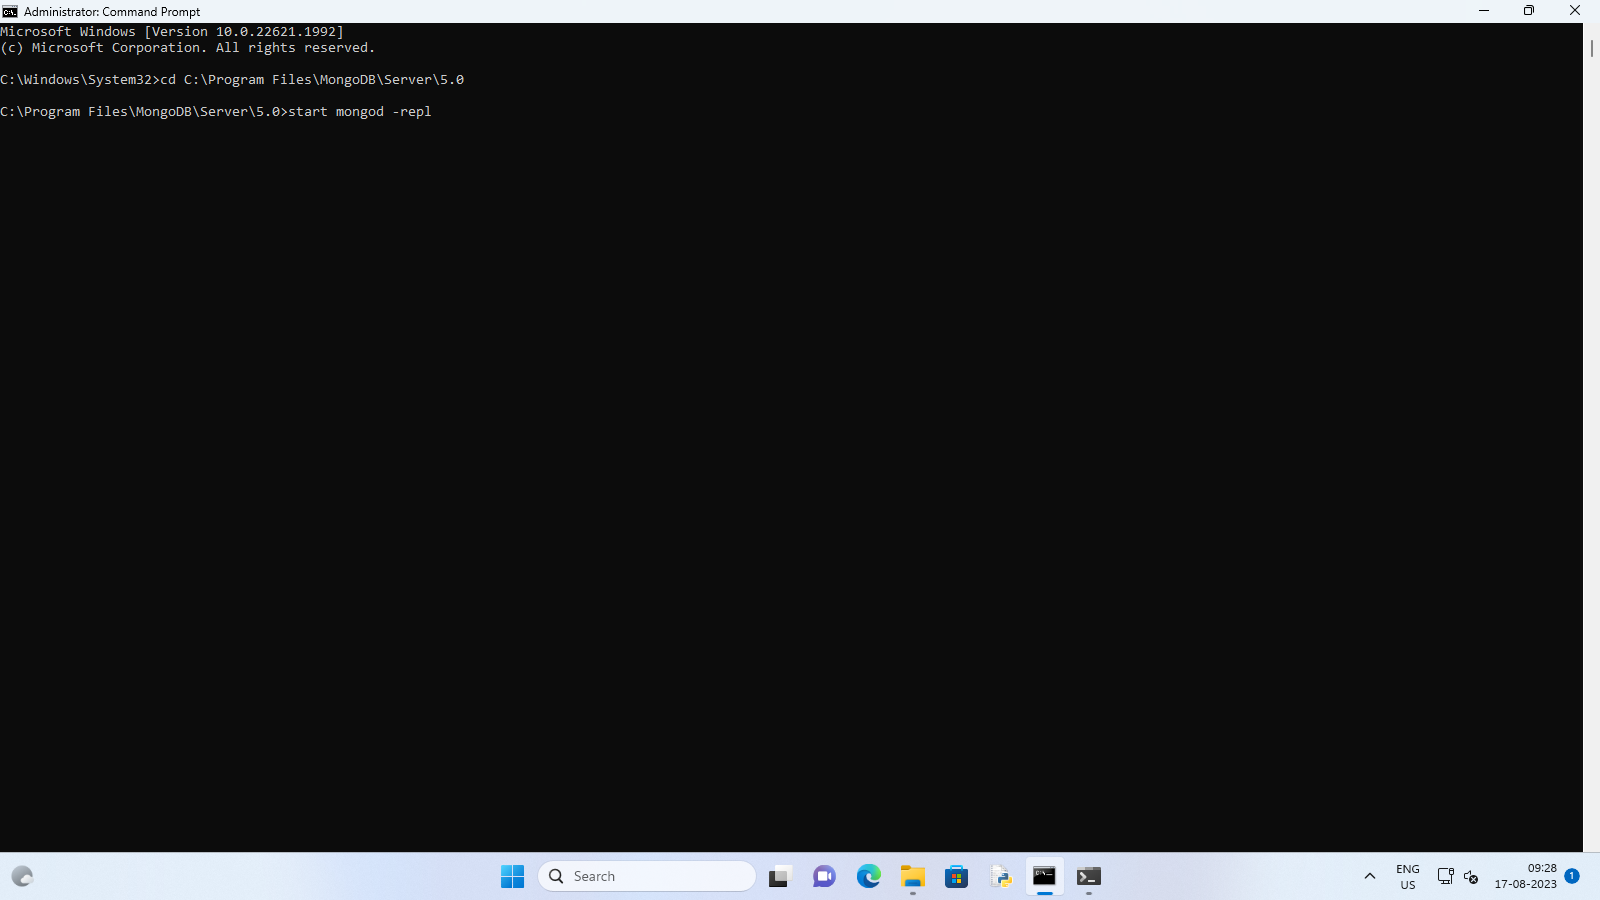 Administrator: Command Prompt
Microsoft Windows [Version 10.0.22621.1992]
(c) Microsoft Corporation. All rights reserved.
C:\Windows\System32>cd C:\Program Files\MongoDB\Server\5.0
C:\Program Files\MongoDB\Server\5.0>start mongod -repl
Search
ENG
US
09:28
17-08-2023
1